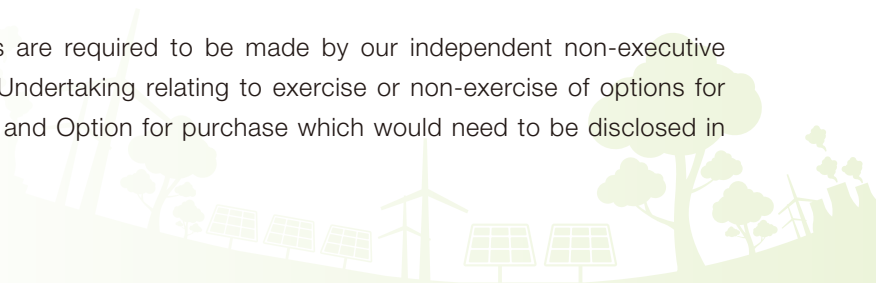 s are required to be made by our independent non-executive
Undertaking relating to exercise or non-exercise of options for
and Option for purchase which would need to be disclosed in